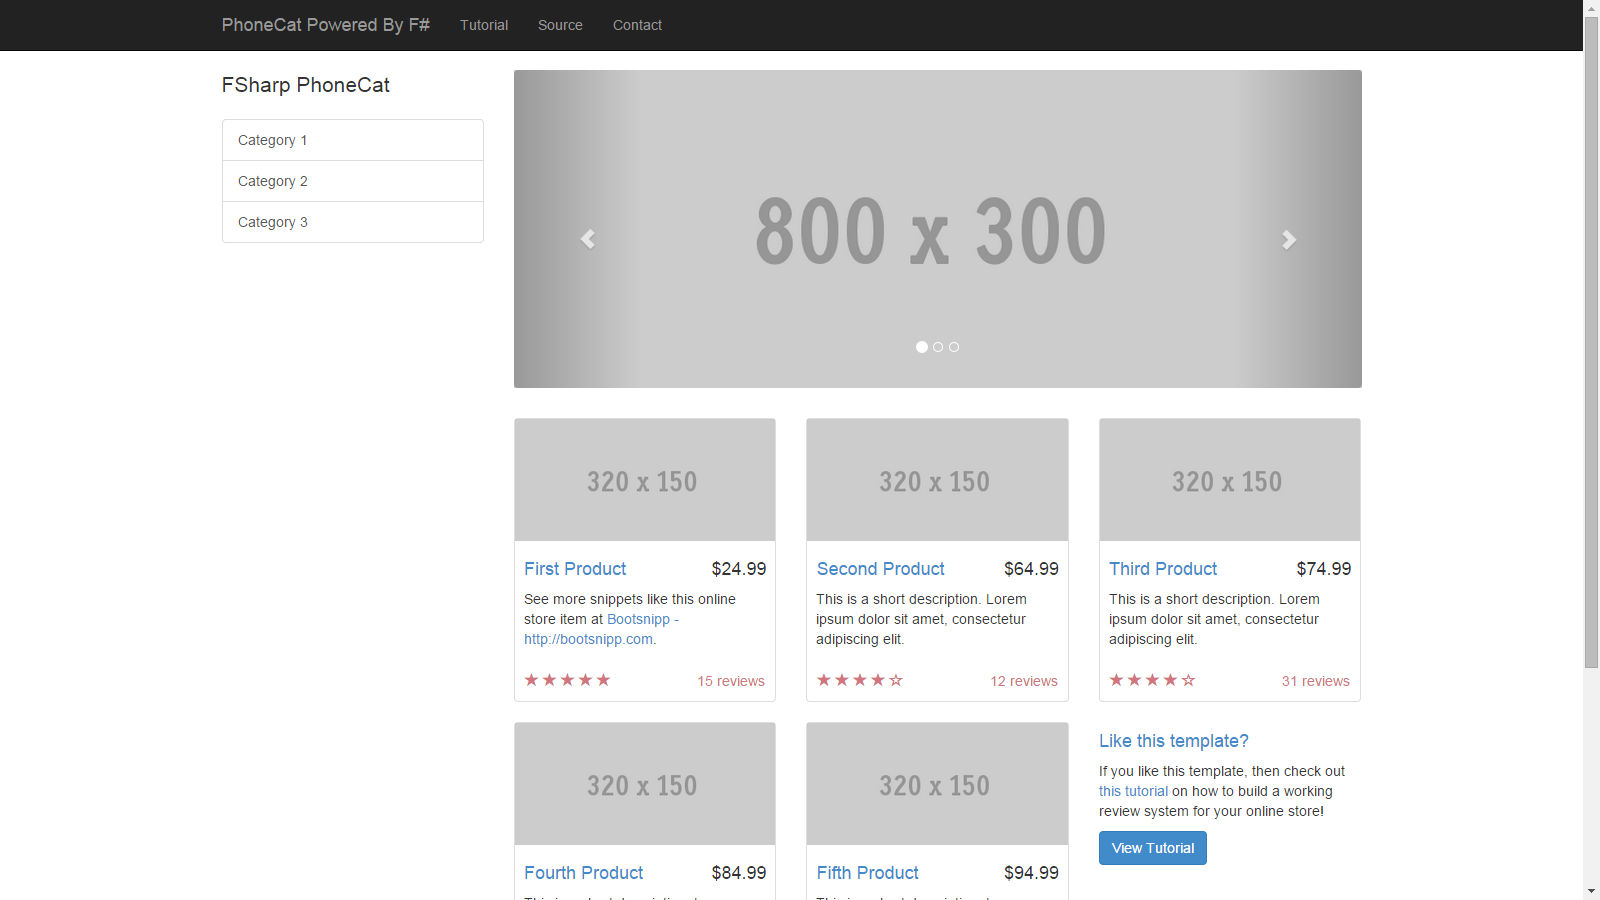 PhoneCat Powered By F# Tutorial Source Contact
FSharp PhoneCat
Category 1
Category 2
Category 3
800 x 300
320 x 150
First Product $24.99
See more snippets like this online
store item at Bootsnipp -
http://bootsnipp.com.
★★★★★ 15 reviews
320 x 150
Second Product $64.99
This is a short description. Lorem
ipsum dolor sit amet, consectetur
adipiscing elit.
★★★★☆ 12 reviews
320 x 150
Third Product $74.99
This is a short description. Lorem
ipsum dolor sit amet, consectetur
adipiscing elit.
★★★★☆ 31 reviews
320 x 150
Fourth Product $84.99
320 x 150
Fifth Product $94.99
Like this template?
If you like this template, then check out
this tutorial on how to build a working
review system for your online store!
View Tutorial